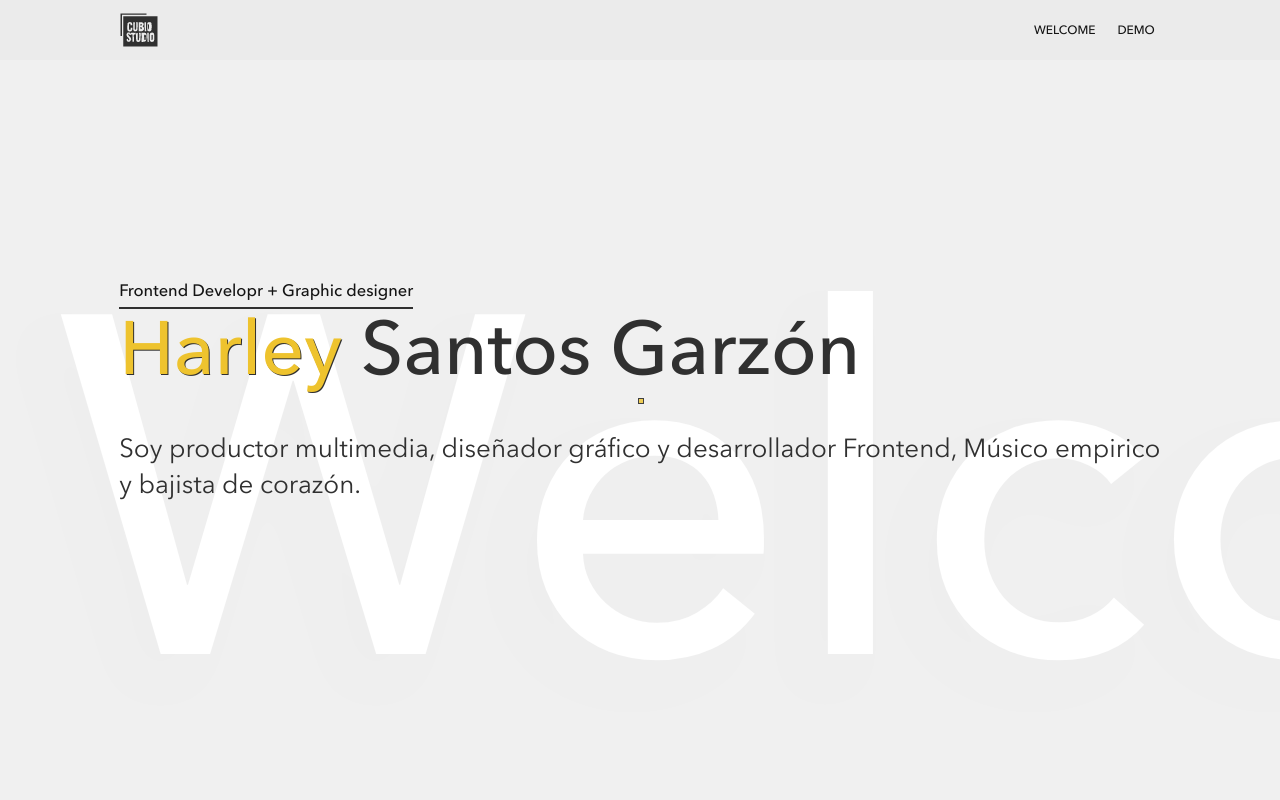 CUBIO
STUDIO
WELCOME DEMO
Frontend Developr + Graphic designer
Harley Santos Garzón
Soy productor multimedia, diseñador gráfico y desarrollador Frontend, Músico empirico
y bajista de corazón.
Welco